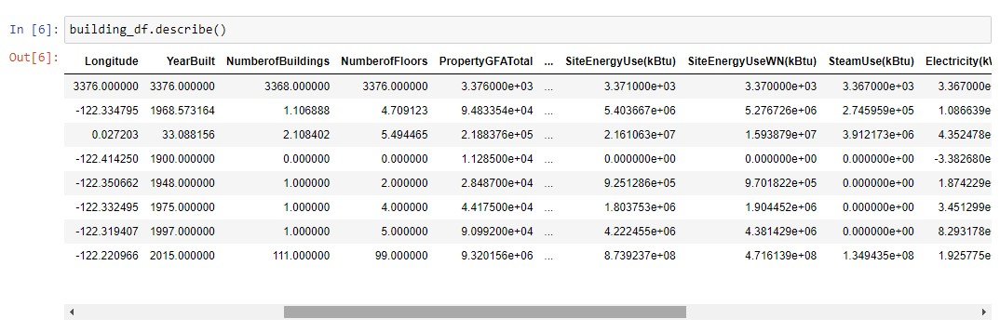 In [6]: building_df.describe()
Out[6]:
Longitude YearBuilt NumberofBuildings NumberofFloors PropertyGFATotal ... SiteEnergyUse(kBtu) SiteEnergyUseWN(kBtu) SteamUse(kBtu) Electricity(kW
3376.000000 3376.000000 3368.000000 3376.000000 3.376000e+03 ... 3.371000e+03 3.370000e+03 3.367000e+03 3.367000e
-122.334795 1968.573164 1.106888 4.709123 9.483354e+04 ... 5.403667e+06 5.276726e+06 2.745959e+05 1.086639e
0.027203 33.088156 2.108402 5.494465 2.188376e+05 ... 2.161063e+07 1.593879e+07 3.912173e+06 4.352478e
-122.414250 1900.000000 0.000000 0.000000 1.128500e+04 ... 0.000000e+00 0.000000e+00 0.000000e+00 -3.382680e
-122.350662 1948.000000 1.000000 2.000000 2.848700e+04 ... 9.251286e+05 9.701822e+05 0.000000e+00 1.874229e
-122.332495 1975.000000 1.000000 4.000000 4.417500e+04 ... 1.803753e+06 1.904452e+06 0.000000e+00 3.451299e
-122.319407 1997.000000 1.000000 5.000000 9.099200e+04 ... 4.222455e+06 4.381429e+06 0.000000e+00 8.293178e
-122.220966 2015.000000 111.000000 99.000000 9.320156e+06 ... 8.739237e+08 4.716139e+08 1.349435e+08 1.925775e